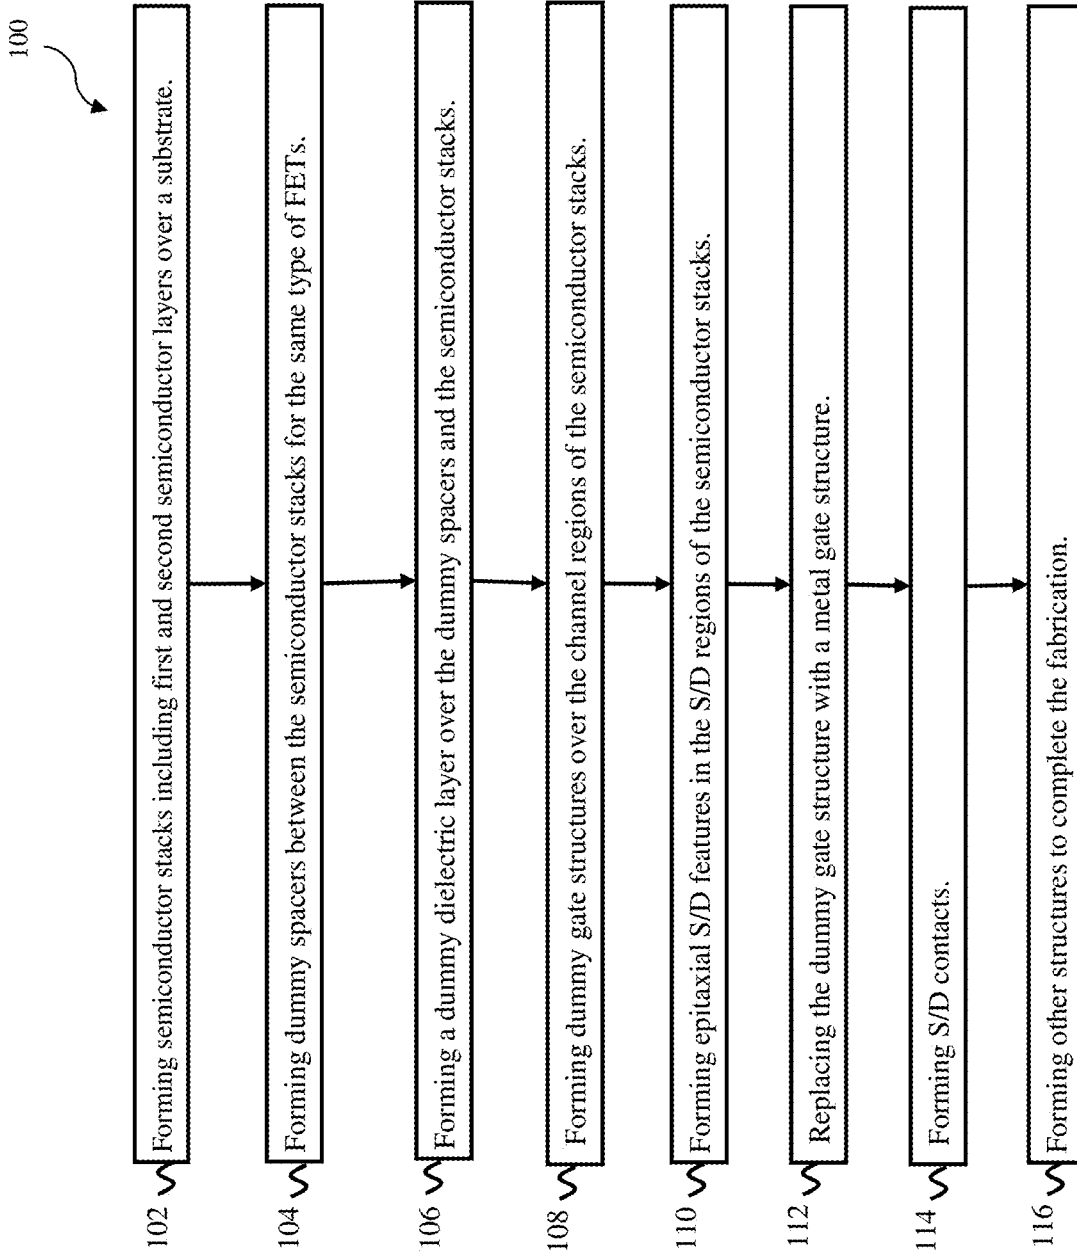 100
102
Forming semiconductor stacks including first and second semiconductor layers over a substrate.
104
Forming dummy spacers between the semiconductor stacks for the same type of FETs.
106
Forming a dummy dielectric layer over the dummy spacers and the semiconductor stacks.
108
Forming dummy gate structures over the channel regions of the semiconductor stacks.
110
Forming epitaxial S/D features in the S/D regions of the semiconductor stacks.
112
Replacing the dummy gate structure with a metal gate structure.
114
Forming S/D contacts.
116
Forming other structures to complete the fabrication.